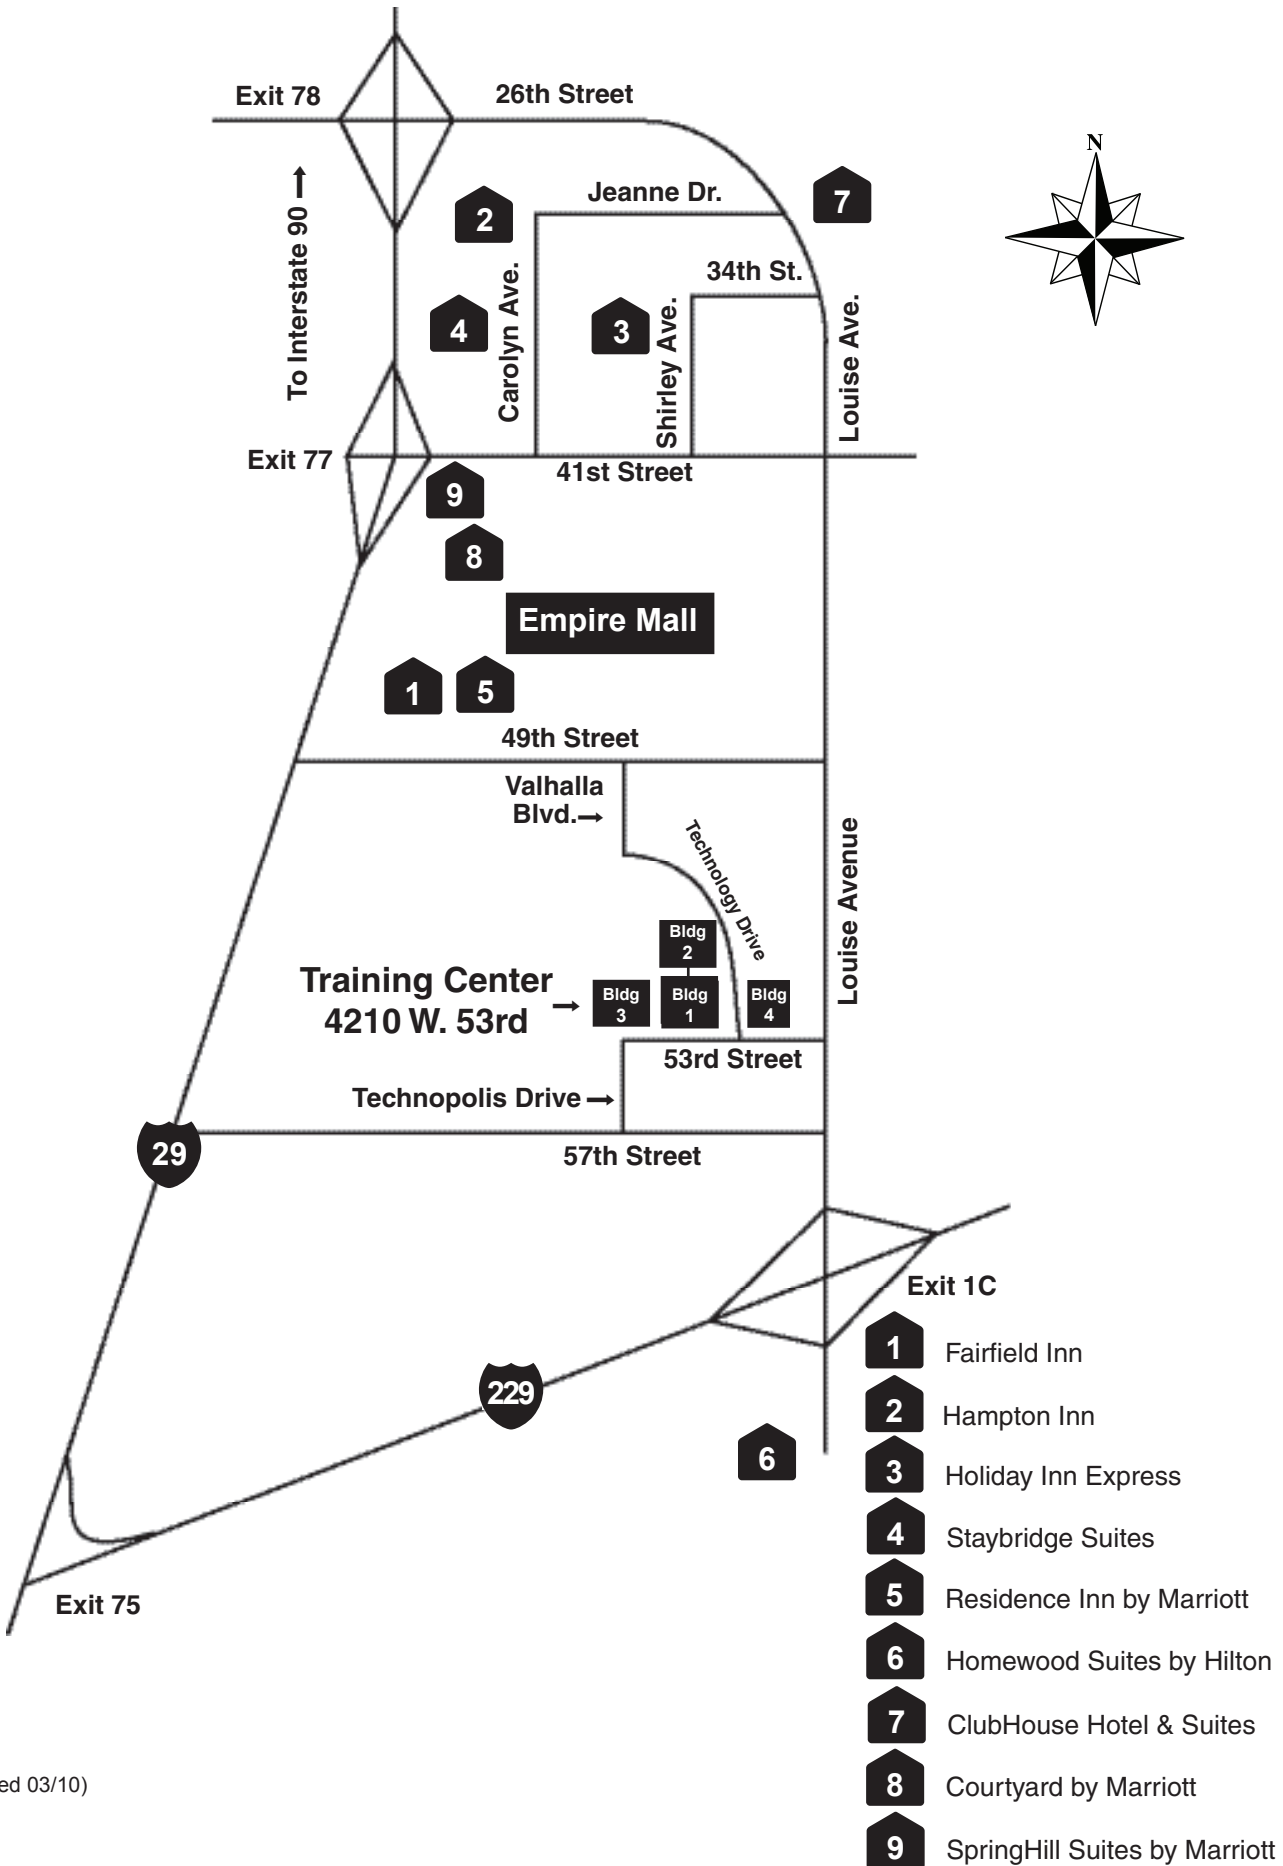 Exit 78
26th Street
N
To Interstate 90
Jeanne Dr.
7
2
34th St.
Carolyn Ave.
4
3
Shirley Ave.
Louise Ave.
Exit 77
41st Street
9
8
Empire Mall
1
5
49th Street
Valhalla
Blvd.
Technology Drive
Louise Avenue
Bldg
2
Training Center
4210 W. 53rd
Bldg
3
Bldg
1
Bldg
4
53rd Street
Technopolis Drive
29
57th Street
Exit 1C
229
6
Exit 75
1 Fairfield Inn
2 Hampton Inn
3 Holiday Inn Express
4 Staybridge Suites
5 Residence Inn by Marriott
6 Homewood Suites by Hilton
7 ClubHouse Hotel & Suites
8 Courtyard by Marriott
9 SpringHill Suites by Marriott
ed 03/10)